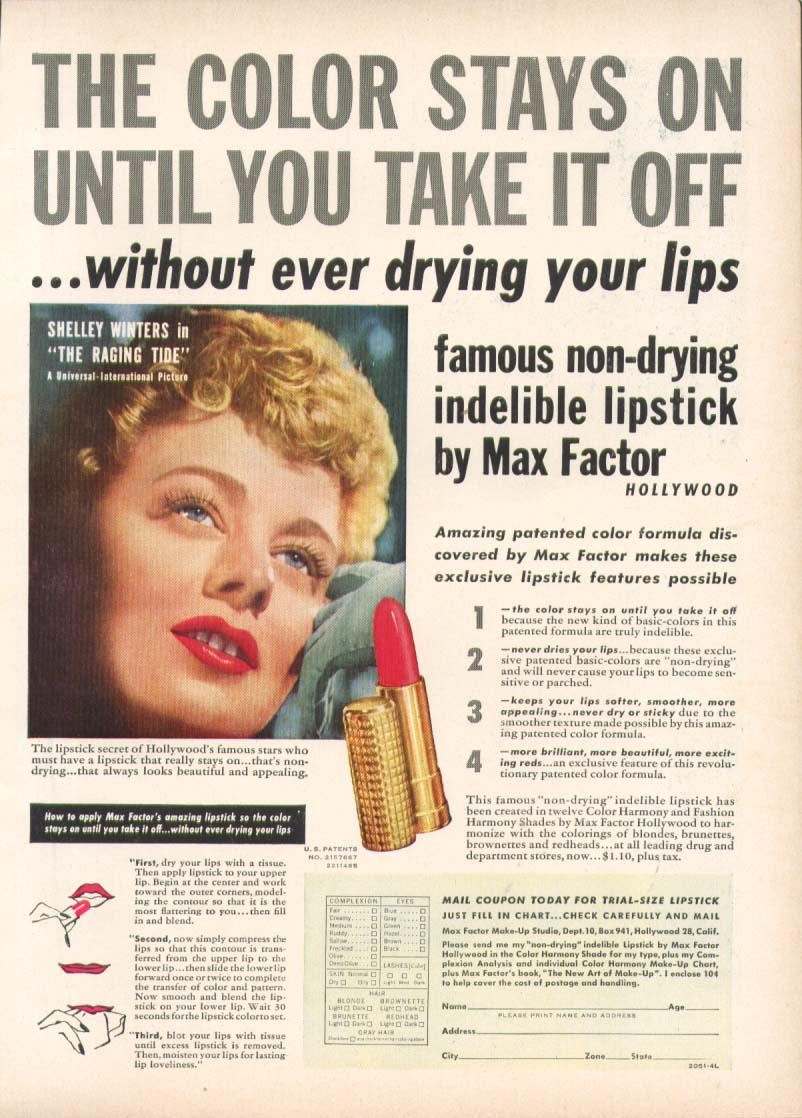 THE COLOR STAYS ON
UNTIL YOU TAKE IT OFF
...without ever drying your lips
SHELLEY WINTERS in
"THE RAGING TIDE"
A Universal-International Picture
famous non-drying
indelible lipstick
by Max Factor
HOLLYWOOD
Amazing patented color formula dis-
covered by Max Factor makes these
exclusive lipstick features possible
1 —the color stays on until you take it off
because the new kind of basic-colors in this
patented formula are truly indelible.
2 —never dries your lips...because these exclu-
sive patented basic-colors are "non-drying"
and will never cause your lips to become sen-
sitive or parched.
3 —keeps your lips softer, smoother, more
appealing...never dry or sticky due to the
smoother texture made possible by this amaz-
ing patented color formula.
4 —more brilliant, more beautiful, more excit-
ing reds...an exclusive feature of this revolu-
tionary patented color formula.
This famous "non-drying" indelible lipstick has
been created in twelve Color Harmony and Fashion
Harmony Shades by Max Factor Hollywood to har-
monize with the colorings of blondes, brunettes,
brownettes and redheads...at all leading drug and
department stores, now...$1.10, plus tax.
The lipstick secret of Hollywood's famous stars who
must have a lipstick that really stays on...that's non-
drying...that always looks beautiful and appealing.
How to apply Max Factor's amazing lipstick so the color
stays on until you take it off...without ever drying your lips
U. S. PATENTS
NO. 2157667
2211465
"First, dry your lips with a tissue.
Then apply lipstick to your upper
lip. Begin at the center and work
toward the outer corners, model-
ing the contour so that it is the
most flattering to you...then fill
in and blend.
"Second, now simply compress the
lips so that this contour is trans-
ferred from the upper lip to the
lower lip...then slide the lower lip
forward once or twice to complete
the transfer of color and pattern.
Now smooth and blend the lip-
stick on your lower lip. Wait 30
seconds for the lipstick color to set.
"Third, blot your lips with tissue
until excess lipstick is removed.
Then, moisten your lips for lasting
lip loveliness."
COMPLEXION
Fair
Creamy
Medium
Ruddy
Sallow
Freckled
Olive
Deep Olive
SKIN Normal
Dry Oily
EYES
Blue
Gray
Green
Hazel
Brown
Black
LASHES (Color)
Light Med. Dark
HAIR
BLONDE BROWNETTE
Light Dark Light Dark
BRUNETTE REDHEAD
Light Dark Light Dark
GRAY HAIR
MAIL COUPON TODAY FOR TRIAL-SIZE LIPSTICK
JUST FILL IN CHART...CHECK CAREFULLY AND MAIL
Max Factor Make-Up Studio, Dept. 10, Box 941, Hollywood 28, Calif.
Please send me my "non-drying" indelible Lipstick by Max Factor
Hollywood in the Color Harmony Shade for my type, plus my Com-
plexion Analysis and individual Color Harmony Make-Up Chart,
plus Max Factor's book, "The New Art of Make-Up". I enclose 10¢
to help cover the cost of postage and handling.
Name Age
PLEASE PRINT NAME AND ADDRESS
Address
City Zone State
2051-4L